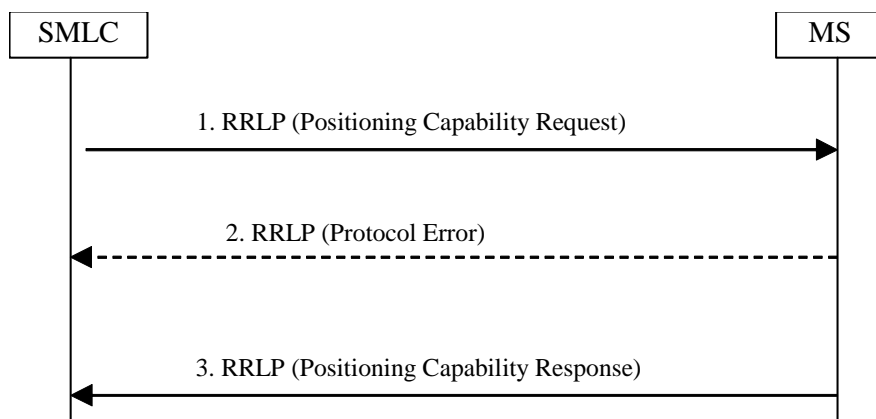 SMLC
MS
1. RRLP (Positioning Capability Request)
2. RRLP (Protocol Error)
3. RRLP (Positioning Capability Response)